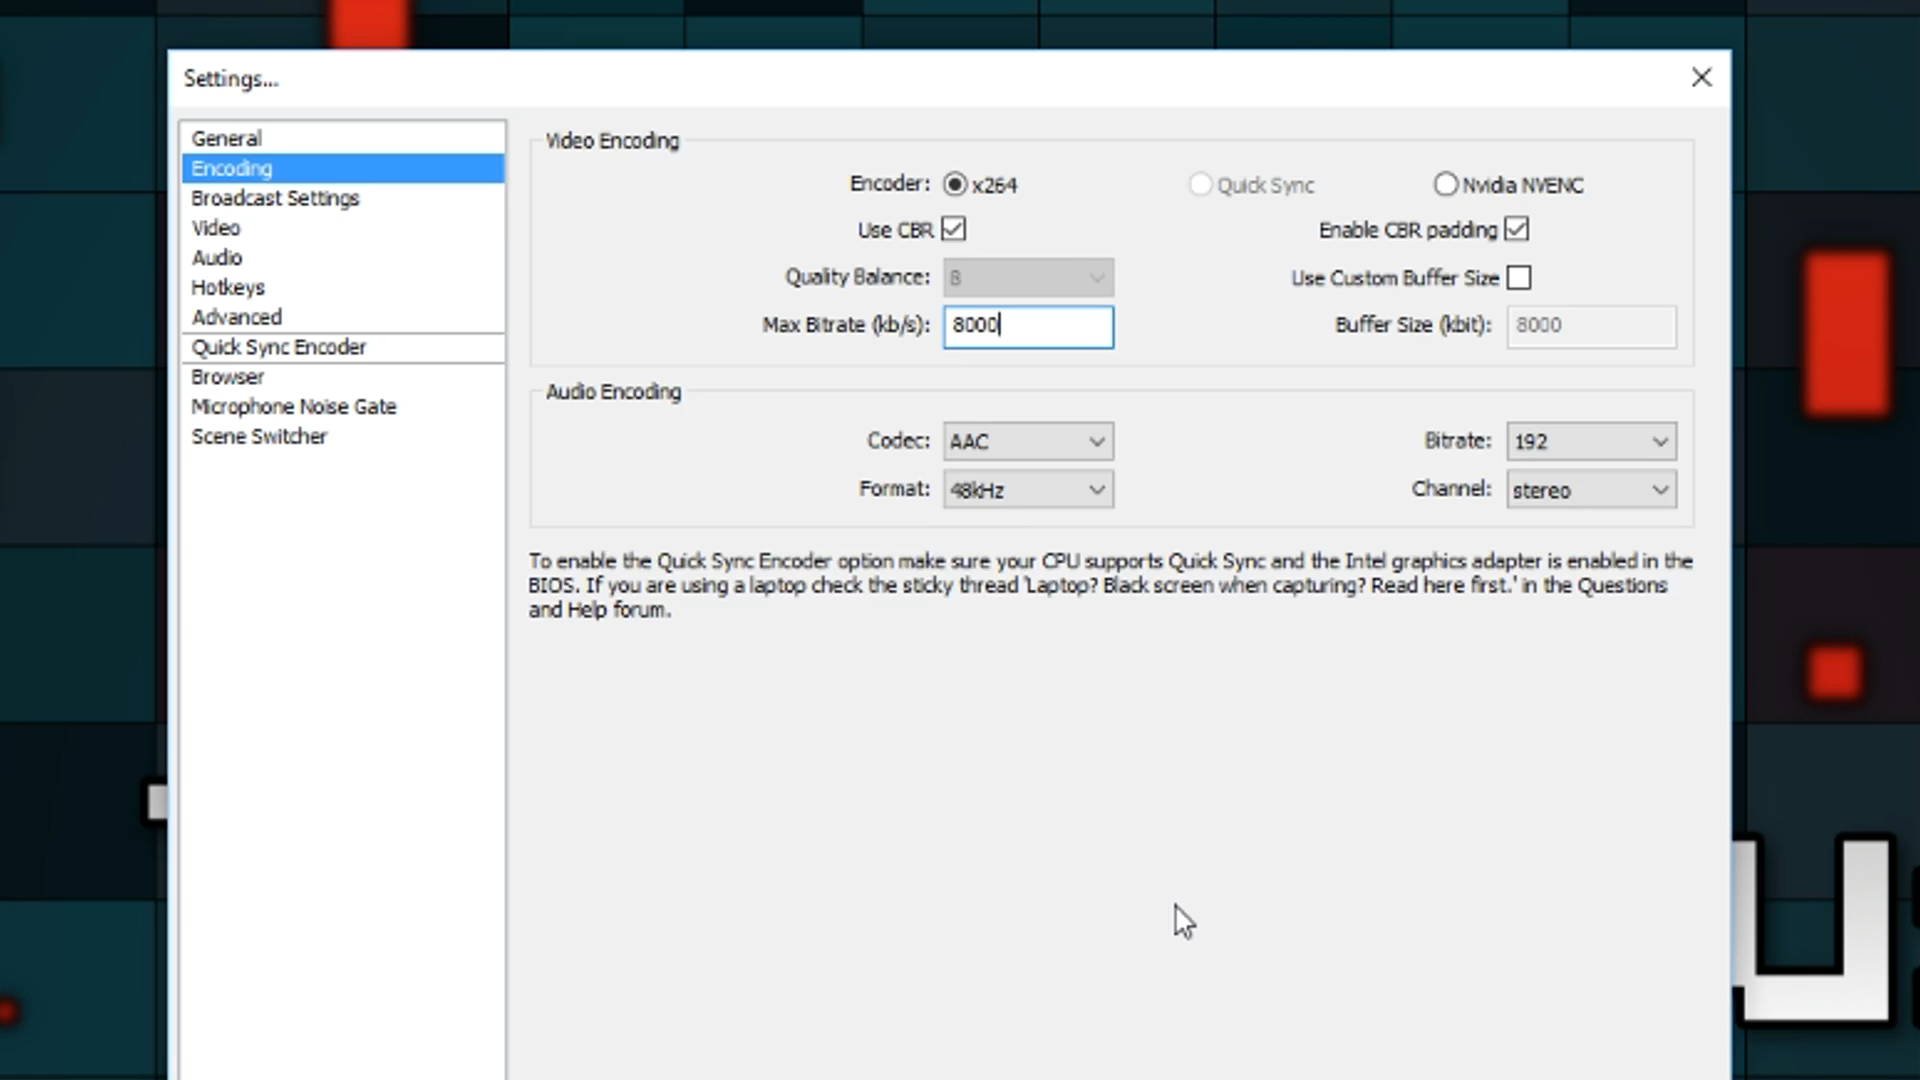 Settings...
General
Encoding
Broadcast Settings
Video
Audio
Hotkeys
Advanced
Quick Sync Encoder
Browser
Microphone Noise Gate
Scene Switcher
Video Encoding
Encoder: x264 Quick Sync Nvidia NVENC
Use CBR Enable CBR padding
Quality Balance: 8 Use Custom Buffer Size
Max Bitrate (kb/s): 8000 Buffer Size (kbit): 8000
Audio Encoding
Codec: AAC Bitrate: 192
Format: 48kHz Channel: stereo
To enable the Quick Sync Encoder option make sure your CPU supports Quick Sync and the Intel graphics adapter is enabled in the
BIOS. If you are using a laptop check the sticky thread 'Laptop? Black screen when capturing? Read here first.' in the Questions
and Help forum.